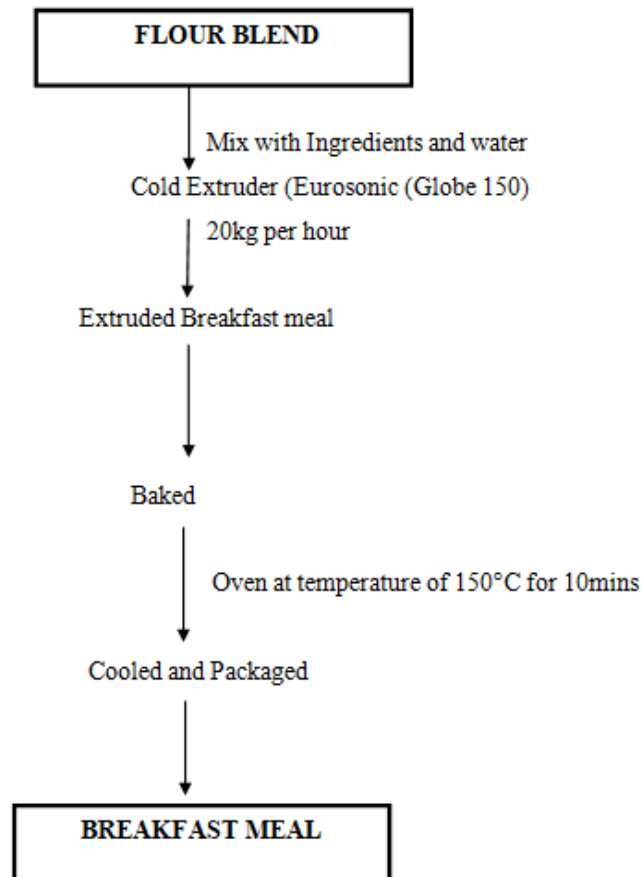 FLOUR BLEND
Mix with Ingredients and water
Cold Extruder (Eurosonic (Globe 150)
20kg per hour
Extruded Breakfast meal
Baked
Oven at temperature of 150°C for 10mins
Cooled and Packaged
BREAKFAST MEAL